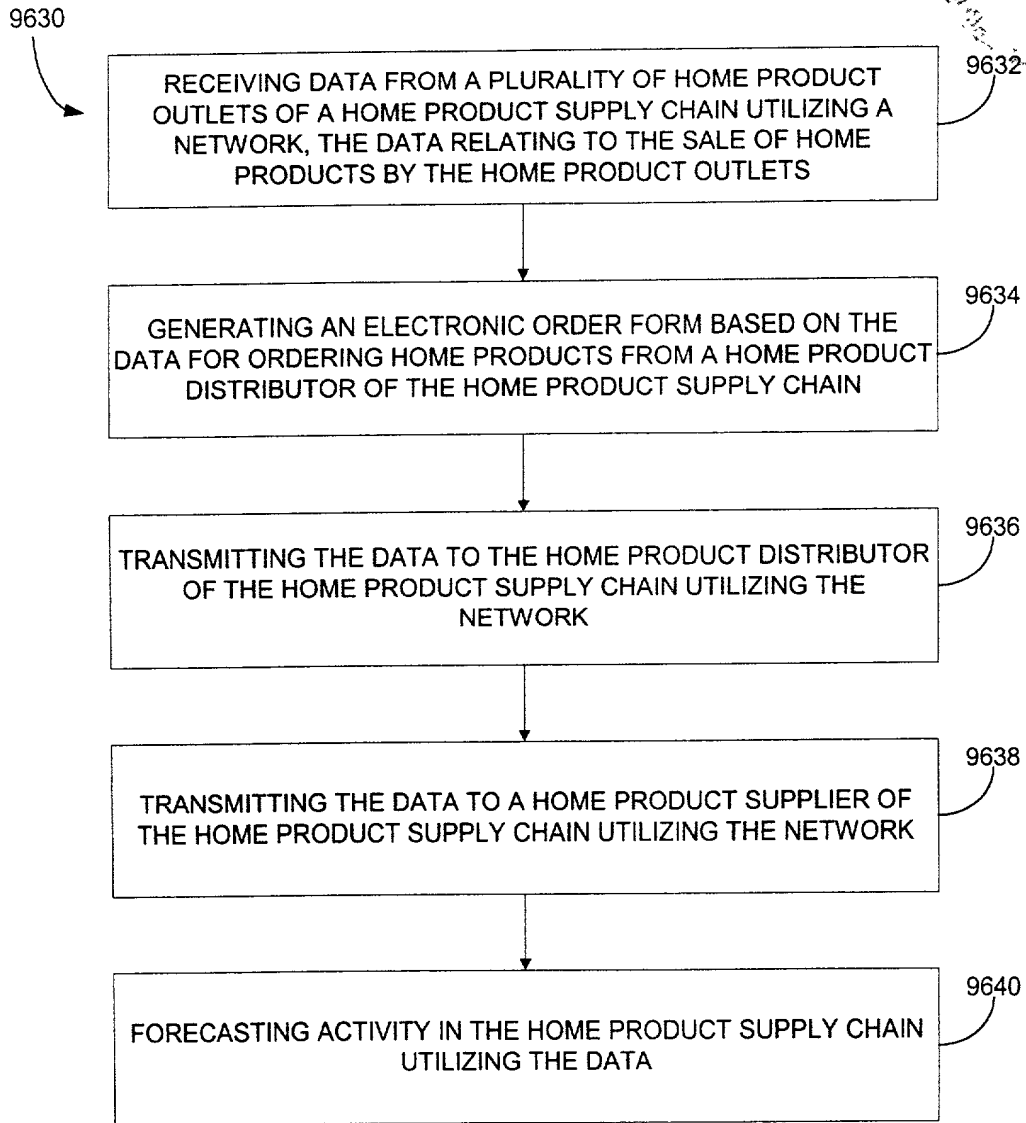 9630
9632
RECEIVING DATA FROM A PLURALITY OF HOME PRODUCT
OUTLETS OF A HOME PRODUCT SUPPLY CHAIN UTILIZING A
NETWORK, THE DATA RELATING TO THE SALE OF HOME
PRODUCTS BY THE HOME PRODUCT OUTLETS
9634
GENERATING AN ELECTRONIC ORDER FORM BASED ON THE
DATA FOR ORDERING HOME PRODUCTS FROM A HOME PRODUCT
DISTRIBUTOR OF THE HOME PRODUCT SUPPLY CHAIN
9636
TRANSMITTING THE DATA TO THE HOME PRODUCT DISTRIBUTOR
OF THE HOME PRODUCT SUPPLY CHAIN UTILIZING THE
NETWORK
9638
TRANSMITTING THE DATA TO A HOME PRODUCT SUPPLIER OF
THE HOME PRODUCT SUPPLY CHAIN UTILIZING THE NETWORK
9640
FORECASTING ACTIVITY IN THE HOME PRODUCT SUPPLY CHAIN
UTILIZING THE DATA